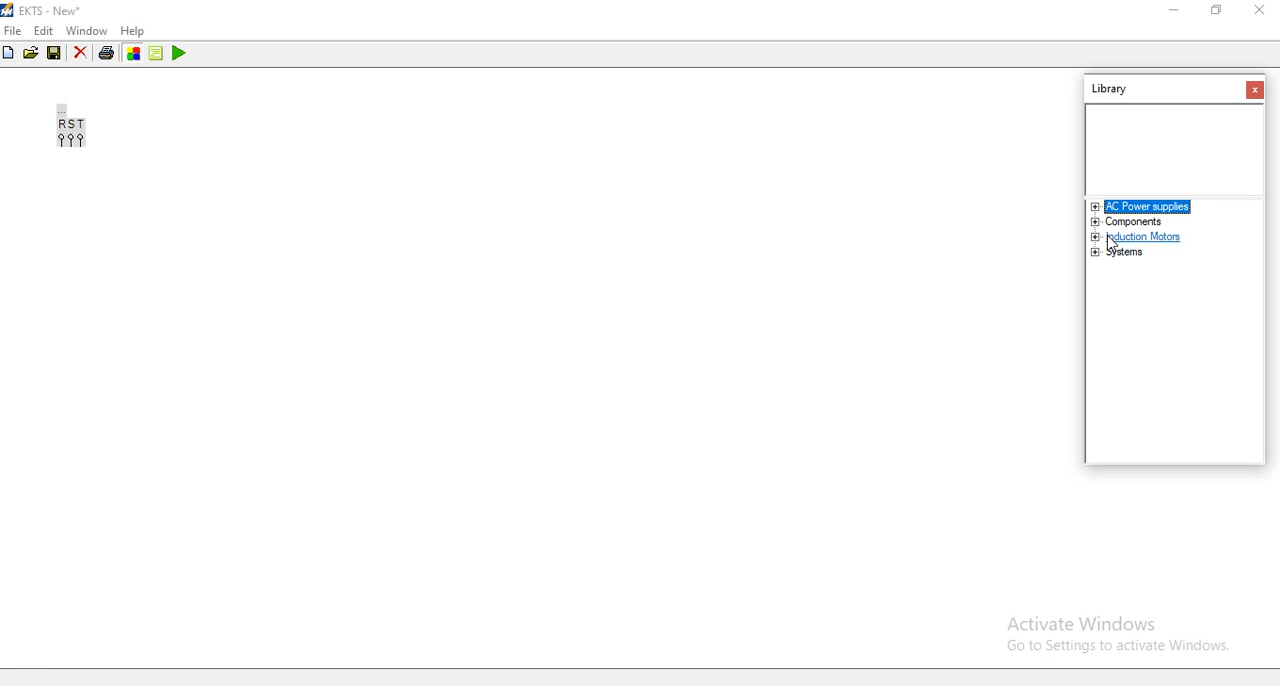 EKTS - New*
File Edit Window Help
...
R S T
Library
x
AC Power supplies
Components
Induction Motors
Systems
Activate Windows
Go to Settings to activate Windows.